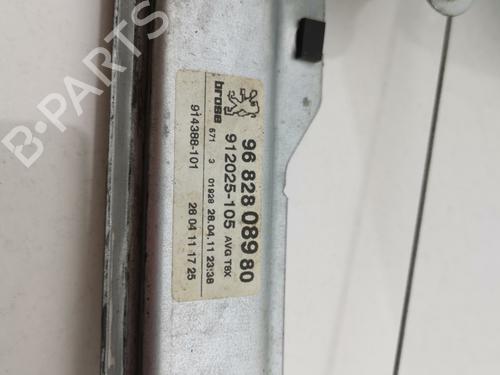 96 828 089 80
912025-105 AVG T8X
brose 671 3 01928 28.04.11 23:38
914388-101 28 04 11 17 25
B-PARTS